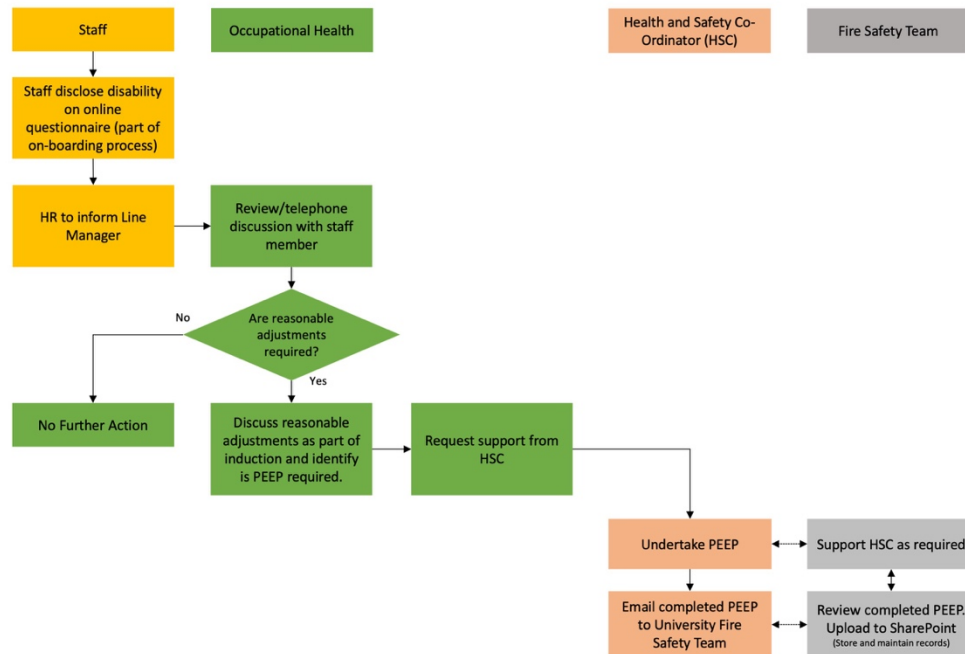 Staff
Occupational Health
Health and Safety Co-
Ordinator (HSC)
Fire Safety Team
Staff disclose disability
on online
questionnaire (part of
on-boarding process)
HR to inform Line
Manager
Review/telephone
discussion with staff
member
No
Are reasonable
adjustments
required?
Yes
No Further Action
Discuss reasonable
adjustments as part of
induction and identify
is PEEP required.
Request support from
HSC
Undertake PEEP
Support HSC as required
Email completed PEEP
to University Fire
Safety Team
Review completed PEEP.
Upload to SharePoint
(Store and maintain records)